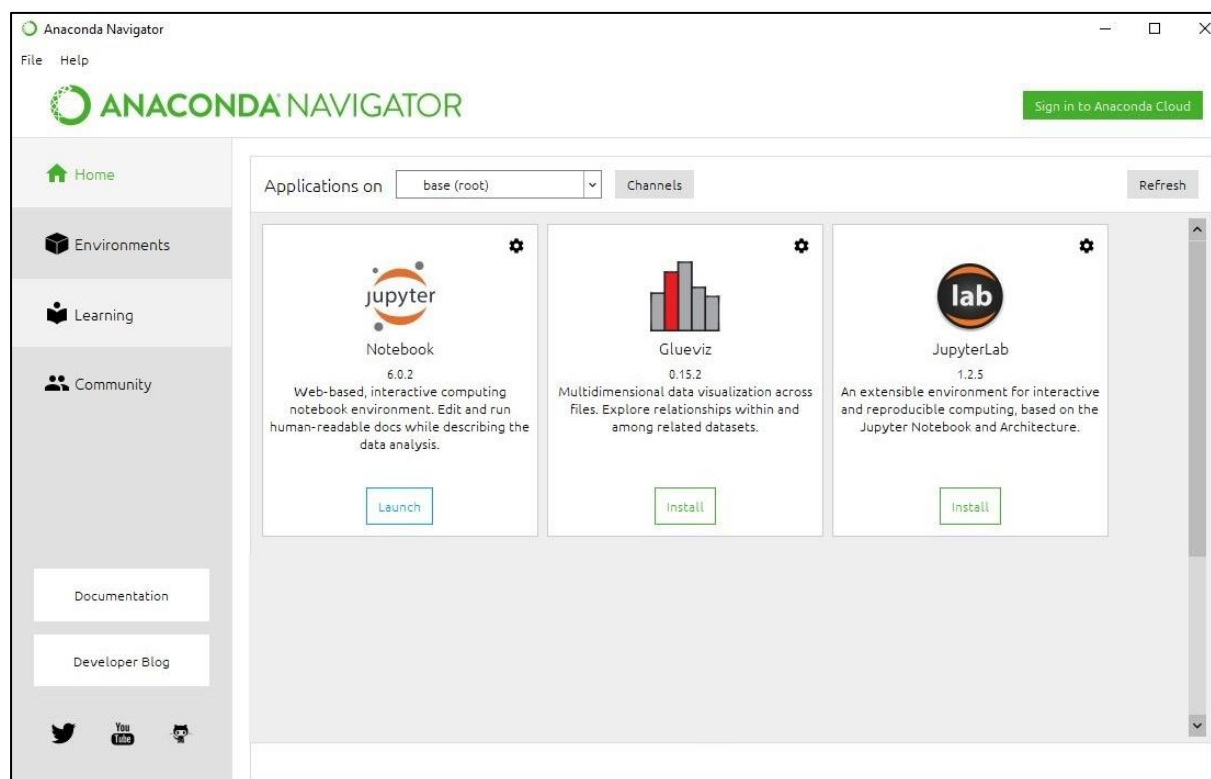 Anaconda Navigator
File Help
ANACONDA NAVIGATOR
Sign in to Anaconda Cloud
Home
Environments
Learning
Community
Documentation
Developer Blog
You
Tube
Applications on base (root) Channels Refresh
jupyter
Notebook
6.0.2
Web-based, interactive computing
notebook environment. Edit and run
human-readable docs while describing the
data analysis.
Launch
Glueviz
0.15.2
Multidimensional data visualization across
files. Explore relationships within and
among related datasets.
Install
lab
JupyterLab
1.2.5
An extensible environment for interactive
and reproducible computing, based on the
Jupyter Notebook and Architecture.
Install